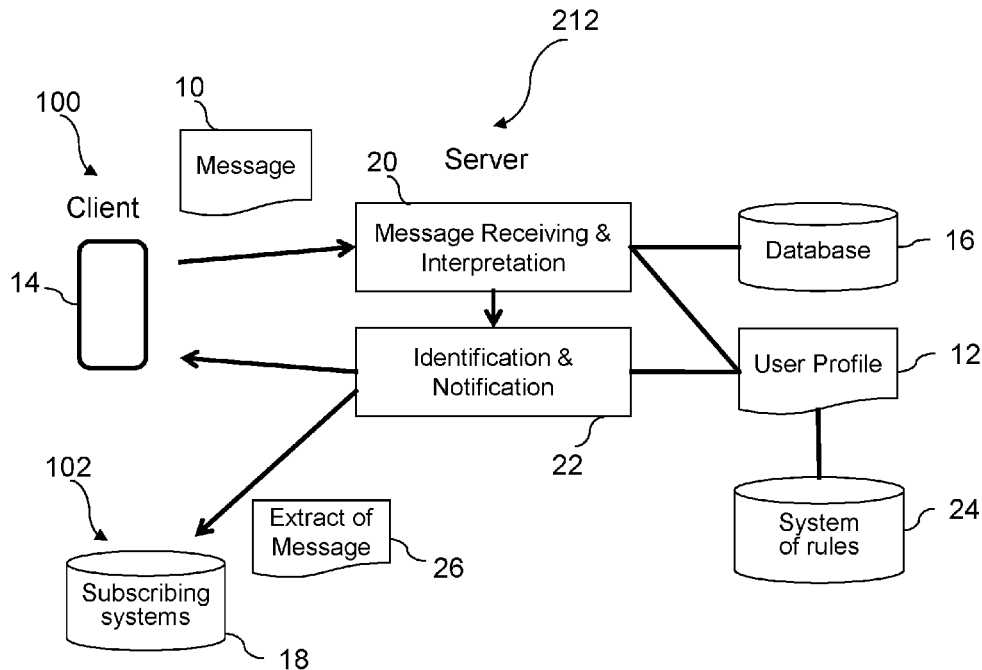 212
100
10
Message
Server
20
Client
Message Receiving &
Interpretation
Database
16
14
Identification &
Notification
User Profile
12
22
102
Extract of
Message
26
System
of rules
24
Subscribing
systems
18